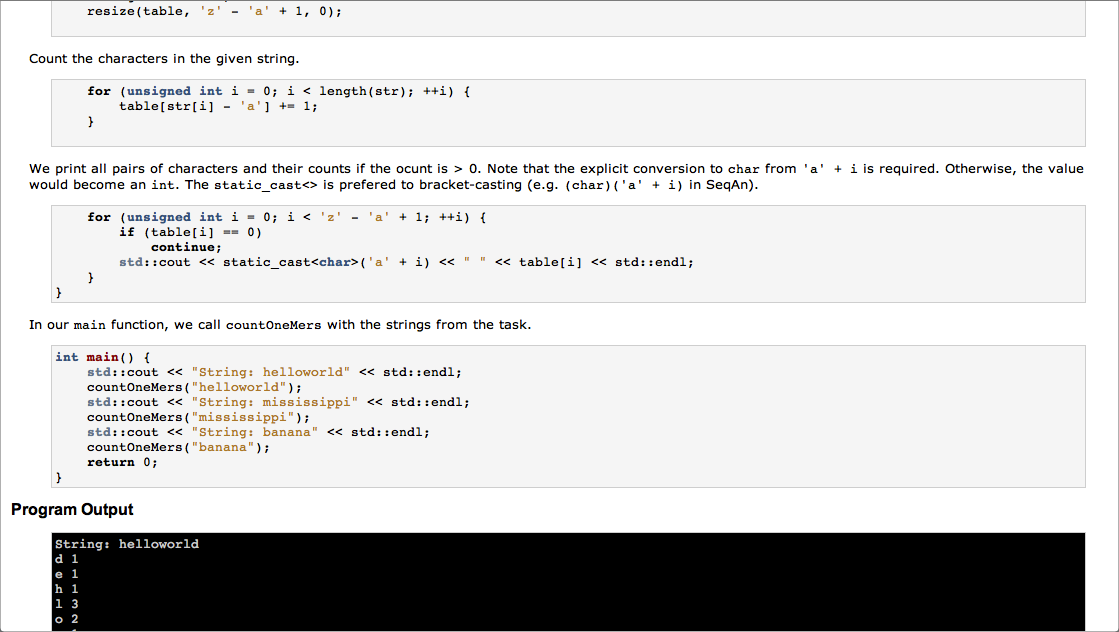 resize(table, 'z' - 'a' + 1, 0);
Count the characters in the given string.
for (unsigned int i = 0; i < length(str); ++i) {
table[str[i] - 'a'] += 1;
}
We print all pairs of characters and their counts if the ocunt is > 0. Note that the explicit conversion to char from 'a' + i is required. Otherwise, the value
would become an int. The static_cast<> is prefered to bracket-casting (e.g. (char)('a' + i) in SeqAn).
for (unsigned int i = 0; i < 'z' - 'a' + 1; ++i) {
if (table[i] == 0)
continue;
std::cout << static_cast<char>('a' + i) << " " << table[i] << std::endl;
}
}
In our main function, we call countOneMers with the strings from the task.
int main() {
std::cout << "String: helloworld" << std::endl;
countOneMers("helloworld");
std::cout << "String: mississippi" << std::endl;
countOneMers("mississippi");
std::cout << "String: banana" << std::endl;
countOneMers("banana");
return 0;
}
Program Output
String: helloworld
d 1
e 1
h 1
l 3
o 2